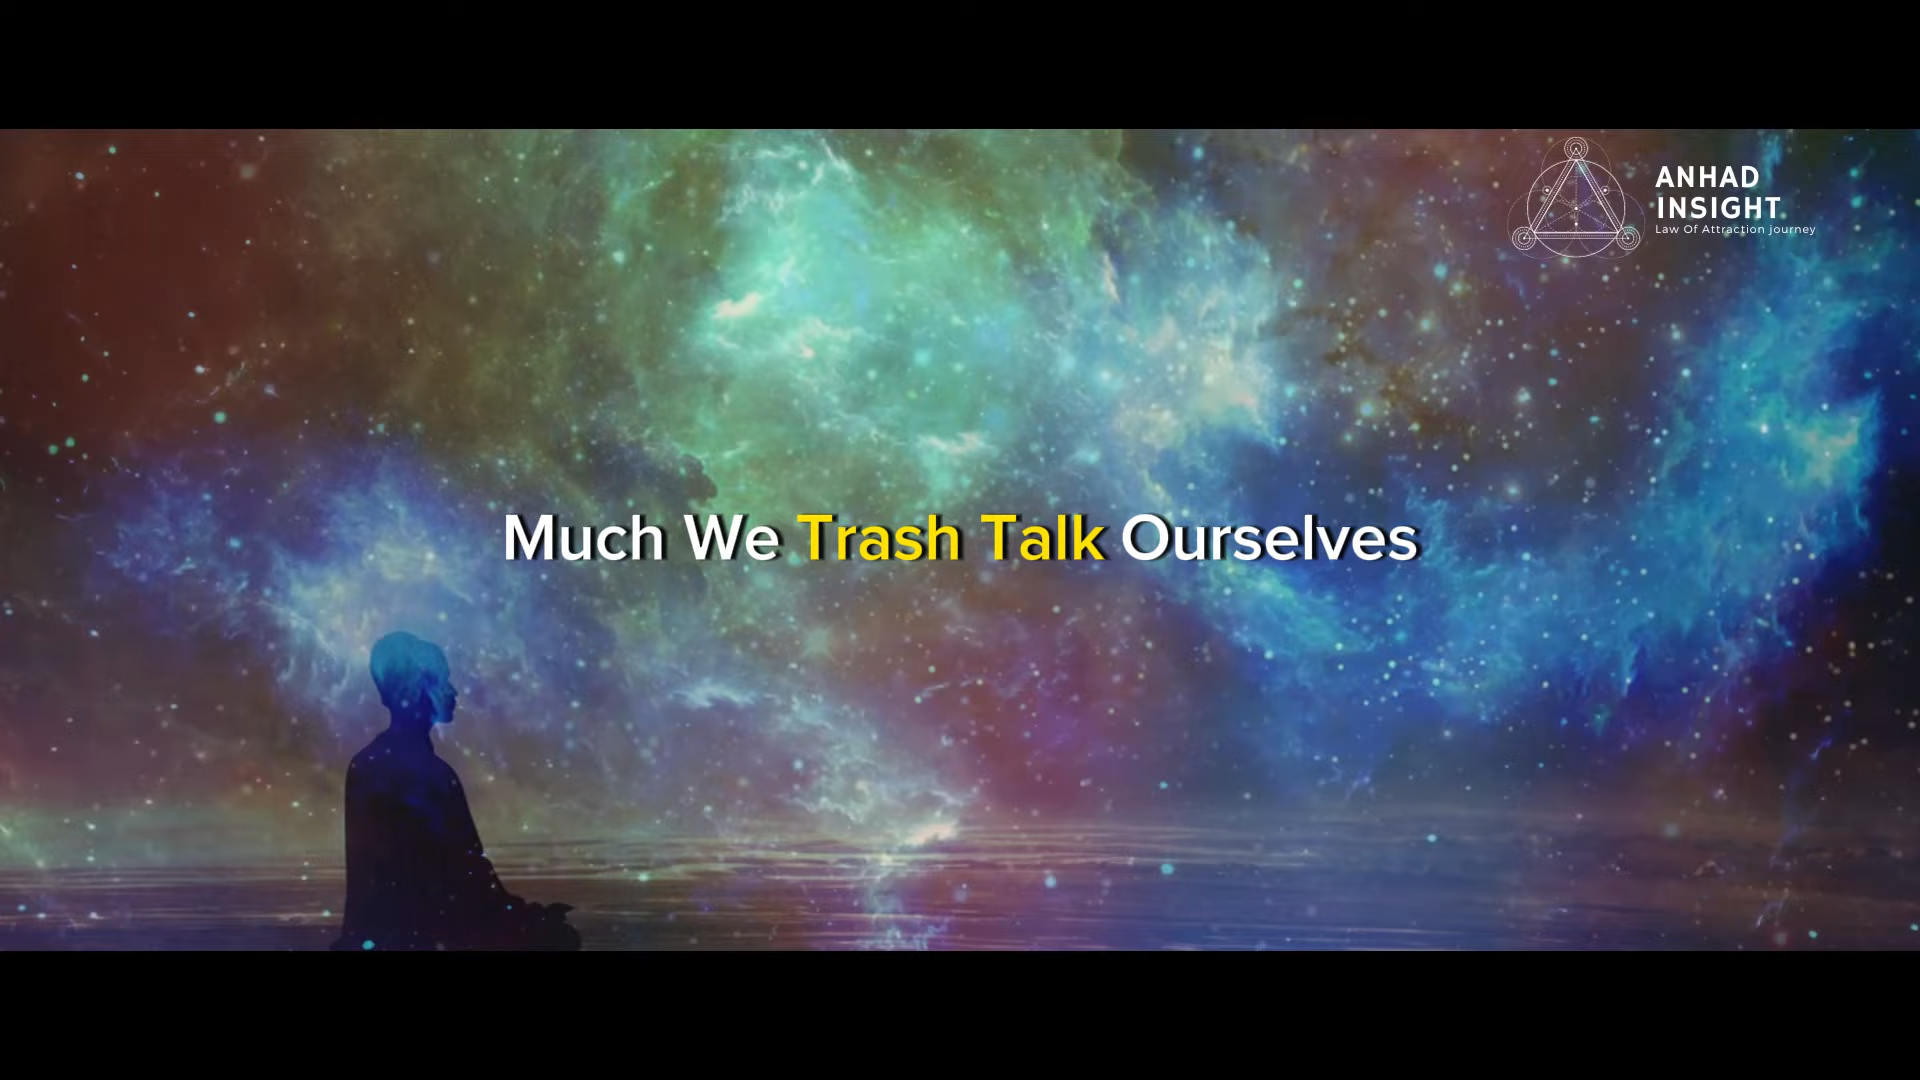 ANHAD
INSIGHT
Law Of Attraction journey
Much We Trash Talk Ourselves